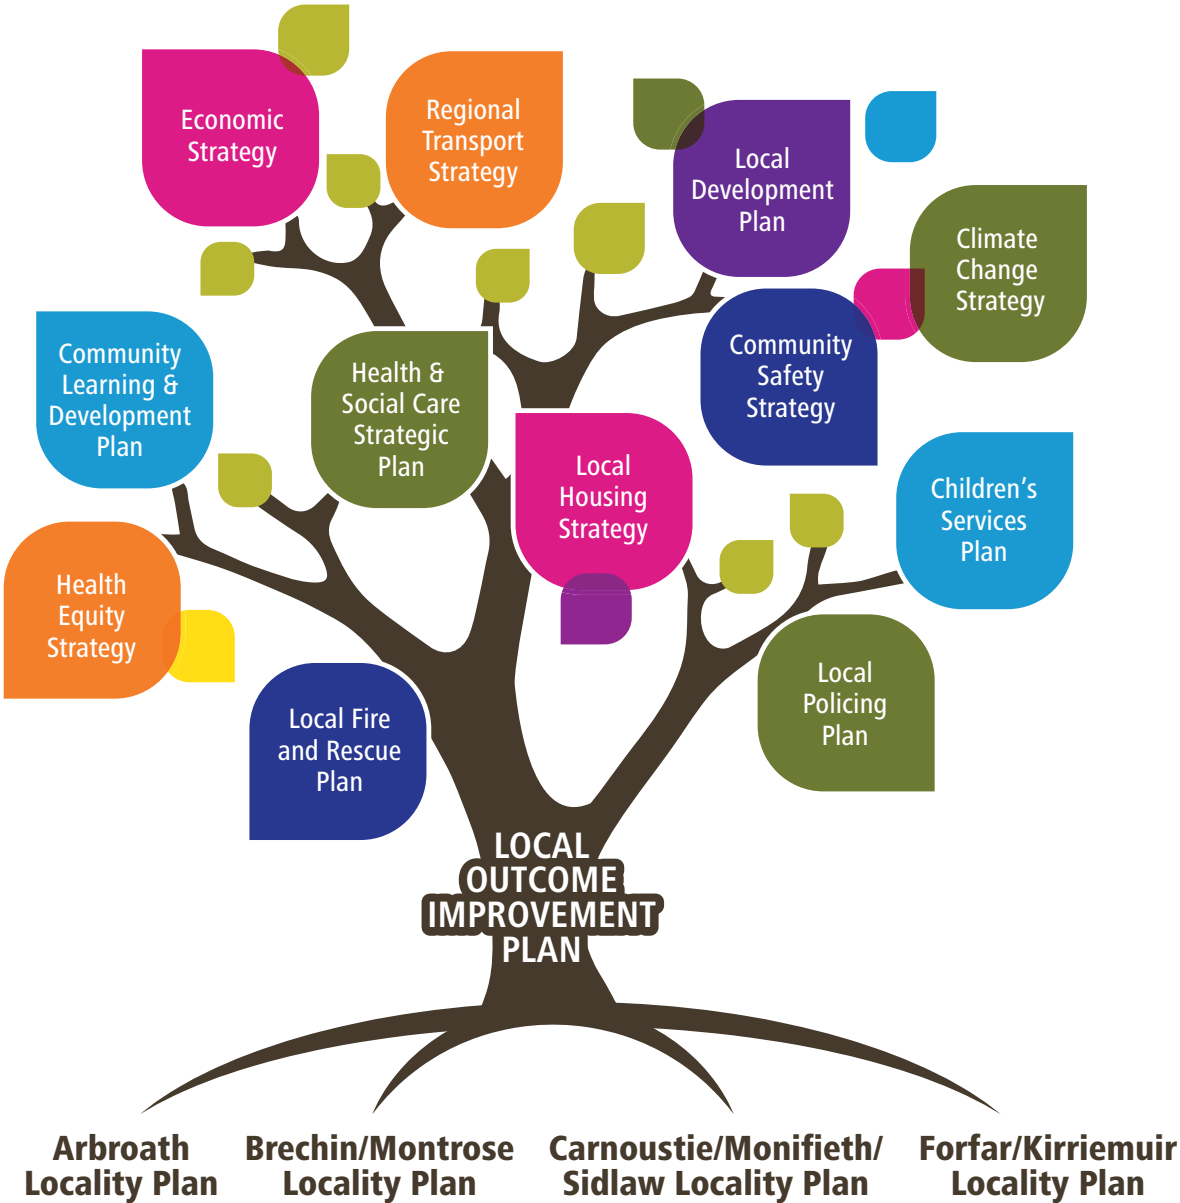 Economic
Strategy
Regional
Transport
Strategy
Local
Development
Plan
Climate
Change
Strategy
Community
Learning &
Development
Plan
Health &
Social Care
Strategic
Plan
Community
Safety
Strategy
Local
Housing
Strategy
Children's
Services
Plan
Health
Equity
Strategy
Local Fire
and Rescue
Plan
Local
Policing
Plan
LOCAL
OUTCOME
IMPROVEMENT
PLAN
Arbroath
Locality Plan
Brechin/Montrose
Locality Plan
Carnoustie/Monifieth/
Sidlaw Locality Plan
Forfar/Kirriemuir
Locality Plan